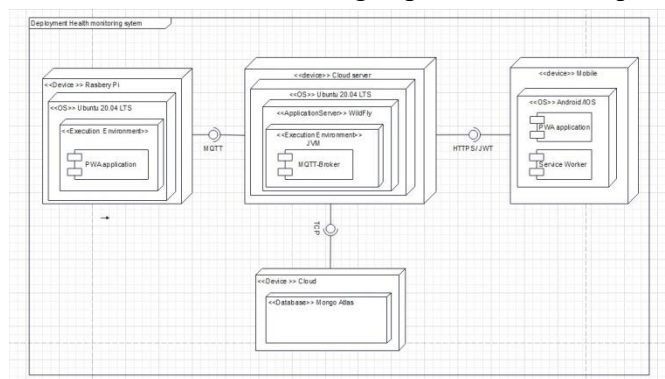 Deployment Health monitoring sytem
<<Device >> Rasbery Pi
<<OS>> Ubuntu 20.04 LTS
<<Execution Environment>>
PWA application
MQTT
<<device>> Cloud server
<<OS>> Ubuntu 20.04 LTS
<<ApplicationServer>> WildFly
<<Execution Environment>>
JVM
MQTT-Broker
HTTPS/JWT
<<device>> Mobile
<<OS>> Android/IOS
PWA application
Service Worker
TCP
<<Device >> Cloud
<<Database>> Mongo Atlas